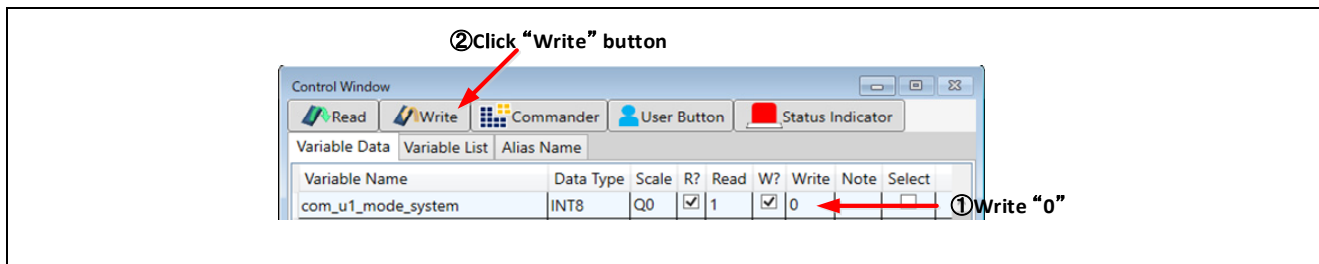 ②Click “Write” button
Control Window
Read Write Commander User Button Status Indicator
Variable Data Variable List Alias Name
Variable Name Data Type Scale R? Read W? Write Note Select
com_u1_mode_system INT8 Q0 1 0
①Write “0”